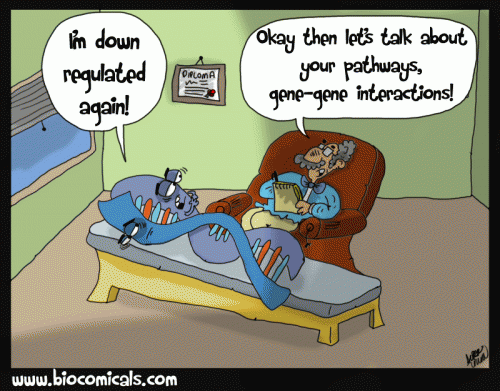 I'm down
regulated
again!
Okay then let's talk about
your pathways,
gene-gene interactions!
DIPLOMA
www.biocomicals.com